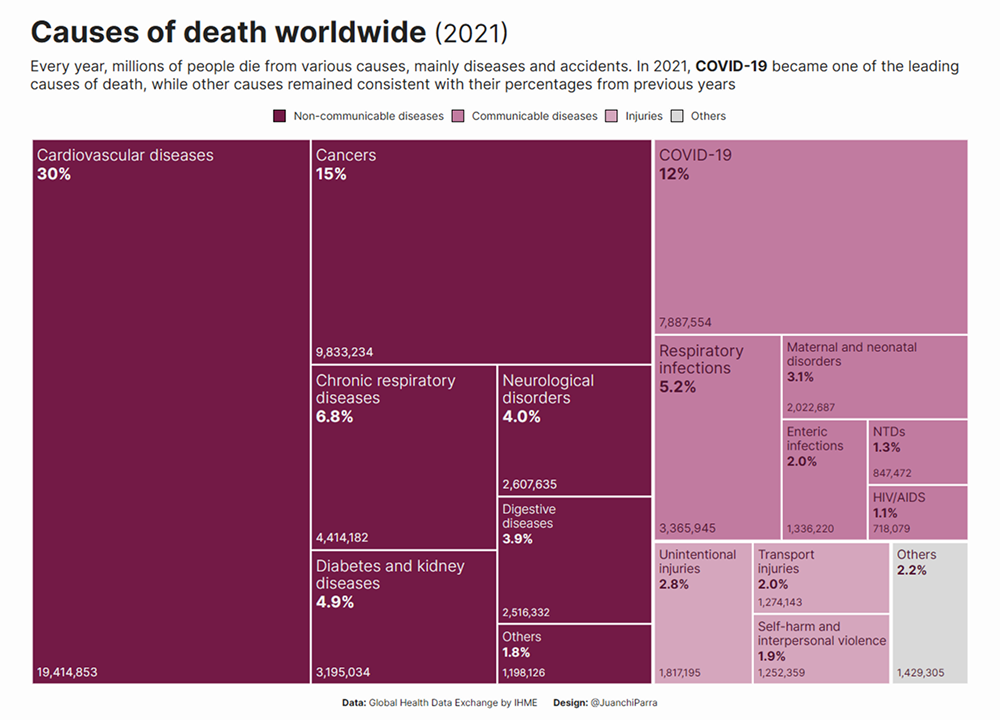 Causes of death worldwide (2021)
Every year, millions of people die from various causes, mainly diseases and accidents. In 2021, COVID-19 became one of the leading
causes of death, while other causes remained consistent with their percentages from previous years
Non-communicable diseases Communicable diseases Injuries Others
Cardiovascular diseases
30%
19,414,853
Cancers
15%
9,833,234
Chronic respiratory
diseases
6.8%
4,414,182
Diabetes and kidney
diseases
4.9%
3,195,034
Neurological
disorders
4.0%
2,607,635
Digestive
diseases
3.9%
2,516,332
Others
1.8%
1,198,126
COVID-19
12%
7,887,554
Respiratory
infections
5.2%
3,365,945
Maternal and neonatal
disorders
3.1%
2,022,687
Enteric
infections
2.0%
1,336,220
NTDs
1.3%
847,472
HIV/AIDS
1.1%
718,079
Unintentional
injuries
2.8%
1,817,195
Transport
injuries
2.0%
1,274,143
Self-harm and
interpersonal violence
1.9%
1,252,359
Others
2.2%
1,429,305
Data: Global Health Data Exchange by IHME Design: @JuanchiParra